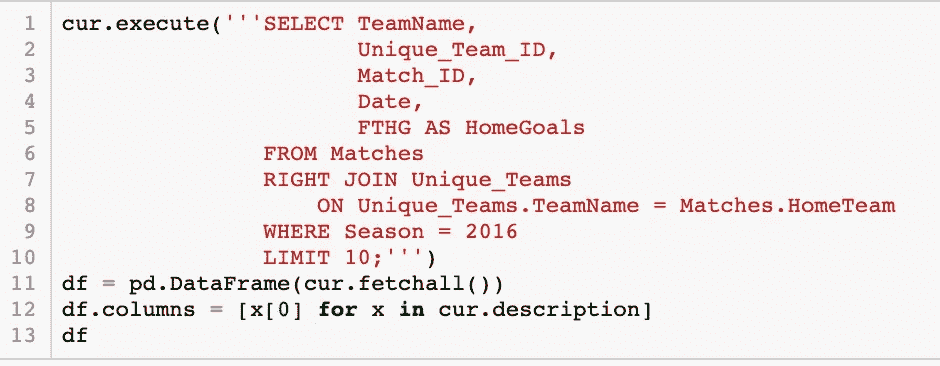 1 cur.execute('''SELECT TeamName,
2 Unique_Team_ID,
3 Match_ID,
4 Date,
5 FTHG AS HomeGoals
6 FROM Matches
7 RIGHT JOIN Unique_Teams
8 ON Unique_Teams.TeamName = Matches.HomeTeam
9 WHERE Season = 2016
10 LIMIT 10;''')
11 df = pd.DataFrame(cur.fetchall())
12 df.columns = [x[0] for x in cur.description]
13 df